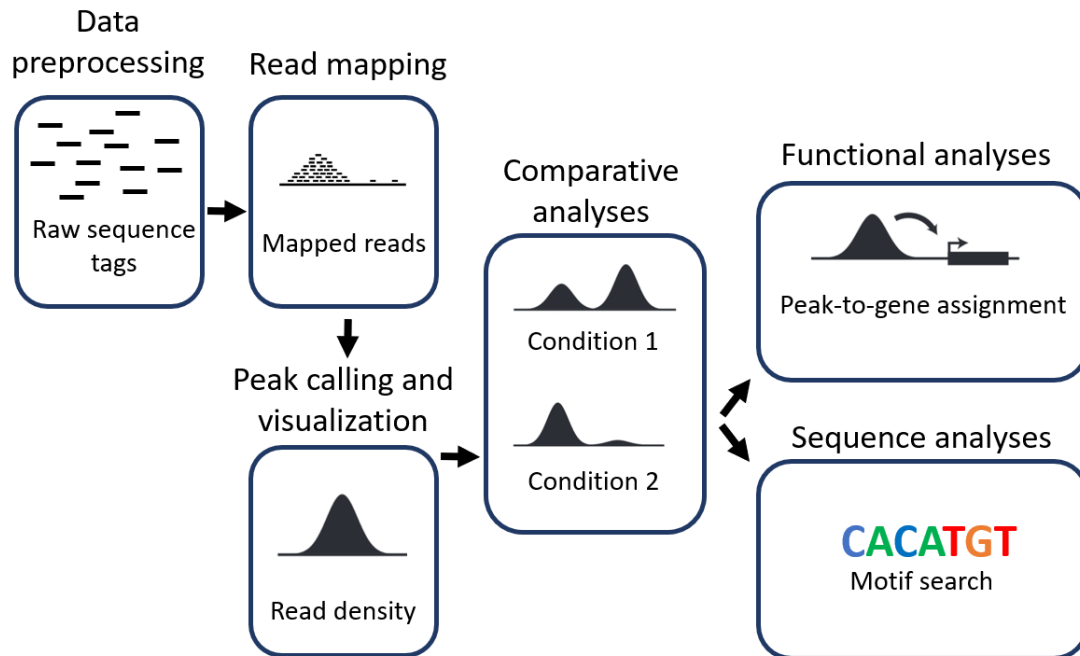 Data
preprocessing
Raw sequence
tags
Read mapping
Mapped reads
Peak calling and
visualization
Read density
Comparative
analyses
Condition 1
Condition 2
Functional analyses
Peak-to-gene assignment
Sequence analyses
CACATGT
Motif search